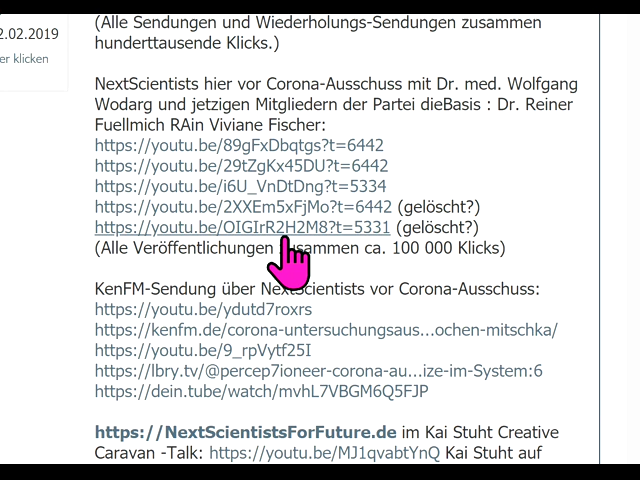 (Alle Sendungen und Wiederholungs-Sendungen zusammen
2.02.2019
hunderttausende Klicks.)
er klicken
NextScientists hier vor Corona-Ausschuss mit Dr. med. Wolfgang
Wodarg und jetzigen Mitgliedern der Partei dieBasis : Dr. Reiner
Fuellmich RAin Viviane Fischer:
https://youtu.be/89gFxDbqtgs?t=6442
https://youtu.be/29tZgKx45DU?t=6442
https://youtu.be/i6U_VnDtDng?t=5334
https://youtu.be/2XXEm5xFjMo?t=6442 (gelöscht?)
https://youtu.be/OIGIrR2H2M8?t=5331 (gelöscht?)
(Alle Veröffentlichungen zusammen ca. 100 000 Klicks)
KenFM-Sendung über NextScientists vor Corona-Ausschuss:
https://youtu.be/ydutd7roxrs
https://kenfm.de/corona-untersuchungsaus...ochen-mitschka/
https://youtu.be/9_rpVytf25I
https://lbry.tv/@percep7ioneer-corona-au...ize-im-System:6
https://dein.tube/watch/mvhL7VBGM6Q5FJP
https://NextScientistsForFuture.de im Kai Stuht Creative
Caravan -Talk: https://youtu.be/MJ1qvabtYnQ Kai Stuht auf